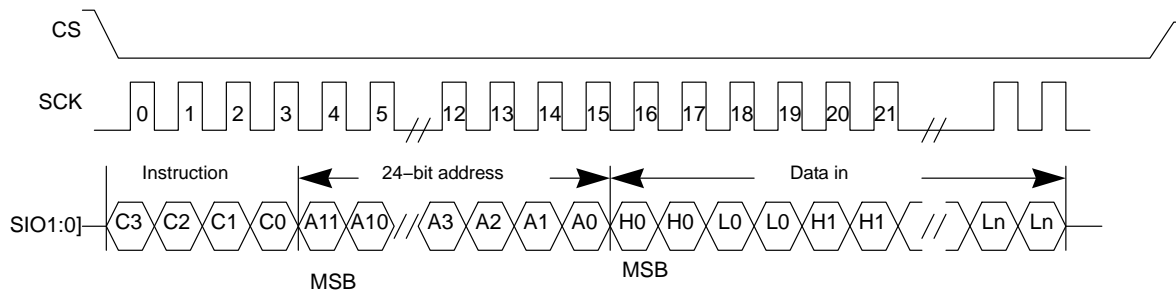 CS
SCK
0 1 2 3 4 5 12 13 14 15 16 17 18 19 20 21
Instruction 24–bit address Data in
SIO1:0] C3 C2 C1 C0 A11 A10 A3 A2 A1 A0 H0 H0 L0 L0 H1 H1 Ln Ln
MSB MSB